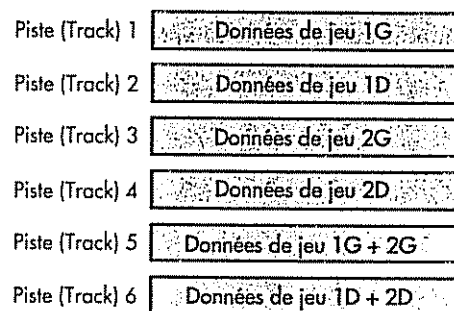 Piste (Track) 1 Données de jeu 1G
Piste (Track) 2 Données de jeu 1D
Piste (Track) 3 Données de jeu 2G
Piste (Track) 4 Données de jeu 2D
Piste (Track) 5 Données de jeu 1G + 2G
Piste (Track) 6 Données de jeu 1D + 2D